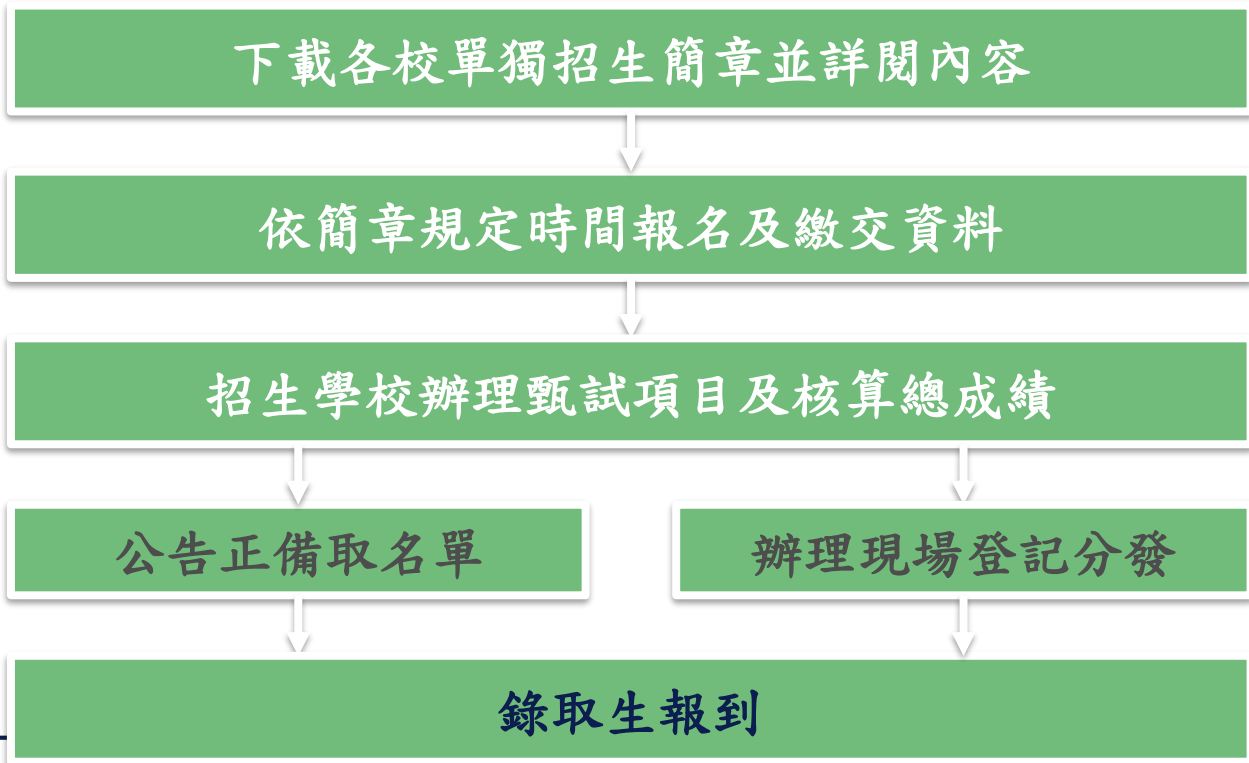 下載各校單獨招生簡章並詳閱內容
依簡章規定時間報名及繳交資料
招生學校辦理甄試項目及核算總成績
公告正備取名單
辦理現場登記分發
錄取生報到